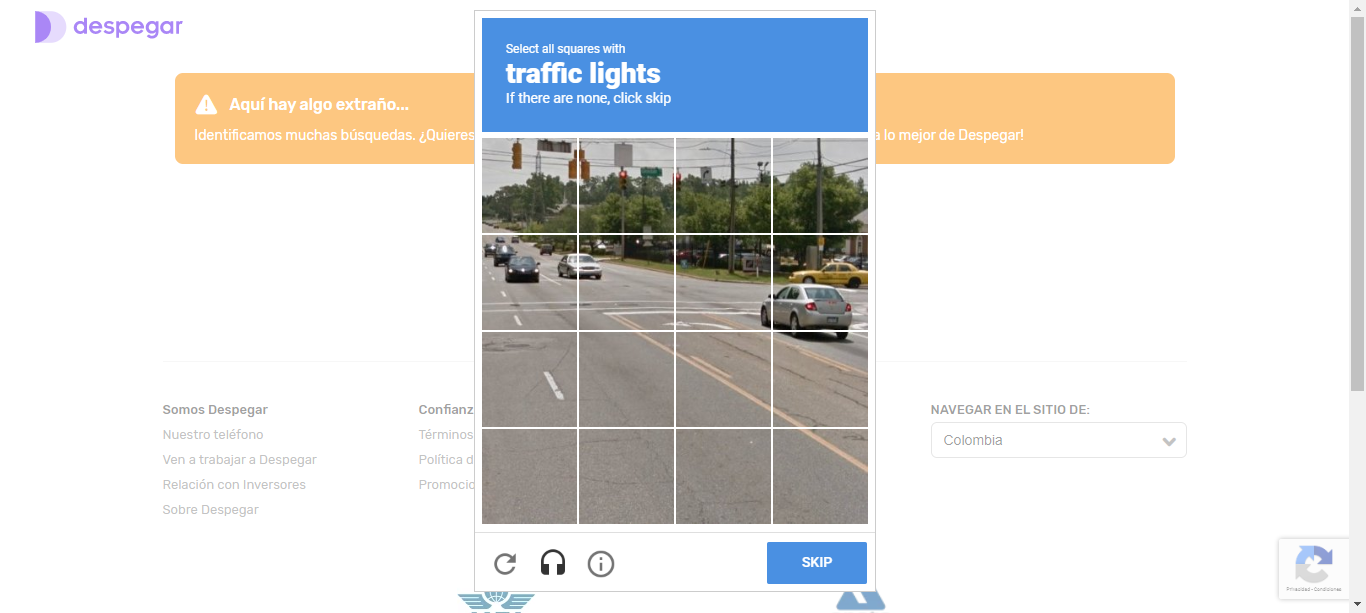 despegar
Select all squares with
traffic lights
If there are none, click skip
Aquí hay algo extraño...
Identificamos muchas búsquedas. ¿Quieres
a lo mejor de Despegar!
Somos Despegar
Nuestro teléfono
Ven a trabajar a Despegar
Relación con Inversores
Sobre Despegar
Confianz
Términos
Política d
Promocio
NAVEGAR EN EL SITIO DE:
Colombia
SKIP
Privacidad - Condiciones